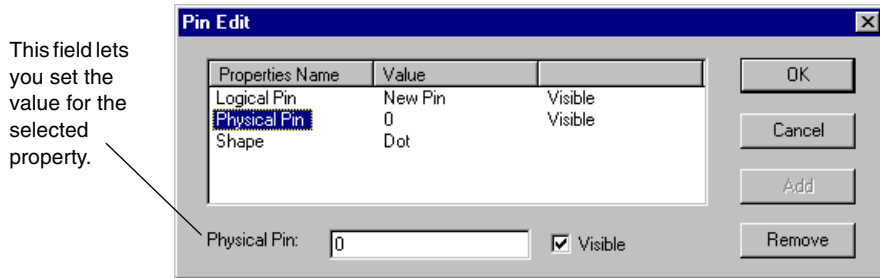 Pin Edit
This field lets
you set the
value for the
selected
property.
Properties Name Value
Logical Pin New Pin Visible
Physical Pin 0 Visible
Shape Dot
OK
Cancel
Add
Remove
Physical Pin: 0 Visible